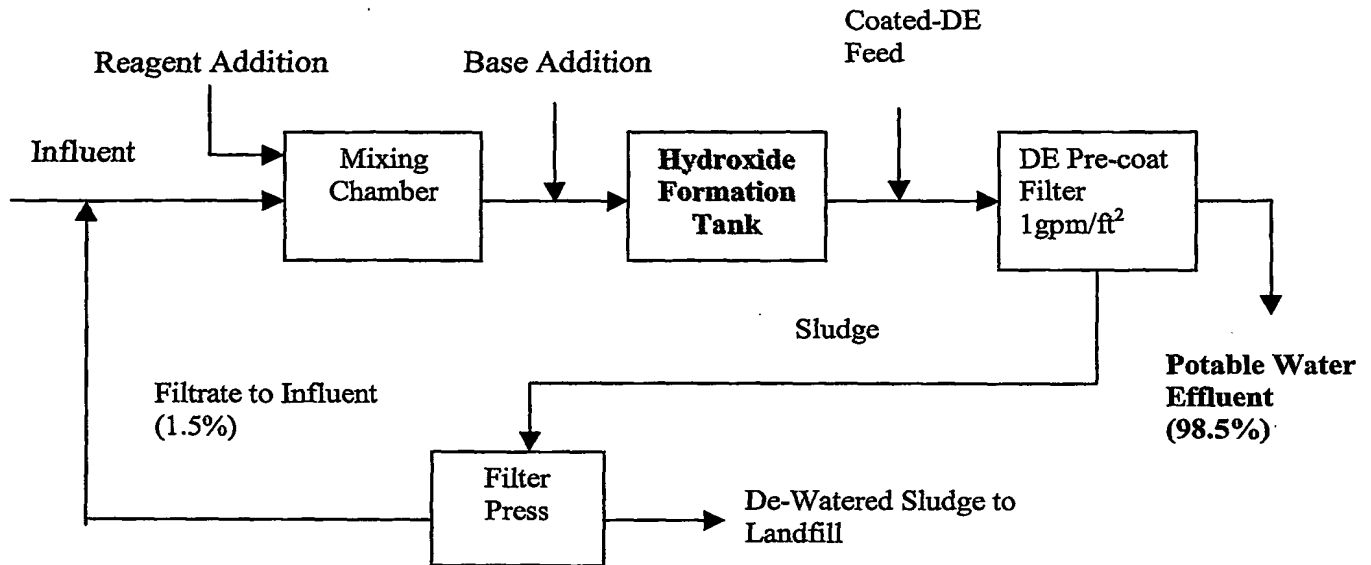 Coated-DE
Feed
Reagent Addition
Base Addition
Influent
Mixing
Chamber
Hydroxide
Formation
Tank
DE Pre-coat
Filter
1gpm/ft²
Sludge
Potable Water
Effluent
(98.5%)
Filtrate to Influent
(1.5%)
Filter
Press
De-Watered Sludge to
Landfill